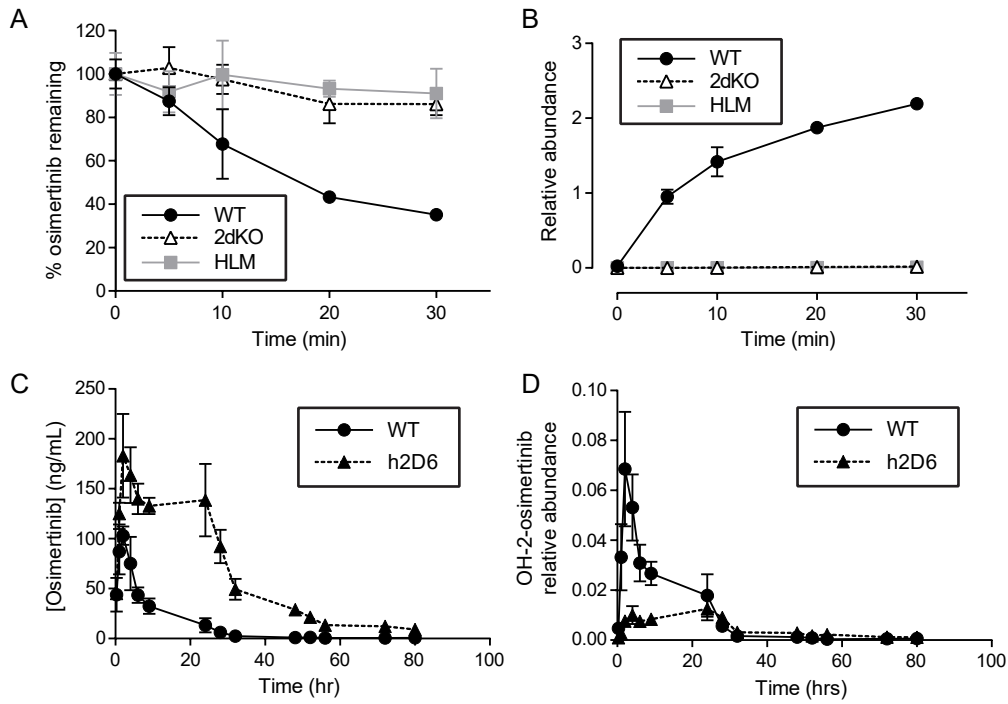 A
% osimertinib remaining
120
100
80
60
40
20
0
WT
2dKO
HLM
0
10
20
30
Time (min)
B
Relative abundance
3
2
1
0
WT
2dKO
HLM
0
10
20
30
Time (min)
C
[Osimertinib] (ng/mL)
250
200
150
100
50
0
WT
h2D6
0
20
40
60
80
100
Time (hr)
D
OH-2-osimertinib
relative abundance
0.10
0.08
0.06
0.04
0.02
0.00
WT
h2D6
0
20
40
60
80
100
Time (hrs)